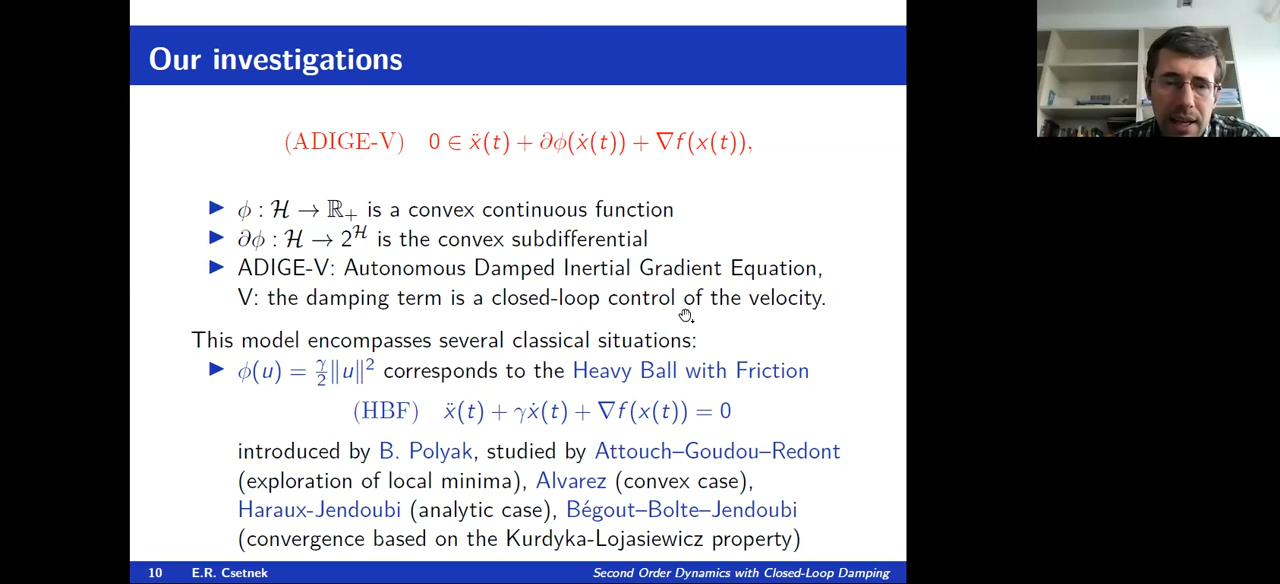 Our investigations
(ADIGE-V) 0 ∈ ẍ(t) + ∂ϕ(ẋ(t)) + ∇f(x(t)),
▶ ϕ : ℋ → ℝ₊ is a convex continuous function
▶ ∂ϕ : ℋ → 2^ℋ is the convex subdifferential
▶ ADIGE-V: Autonomous Damped Inertial Gradient Equation,
V: the damping term is a closed-loop control of the velocity.
This model encompasses several classical situations:
▶ ϕ(u) = γ/2 ‖u‖² corresponds to the Heavy Ball with Friction
(HBF) ẍ(t) + γẋ(t) + ∇f(x(t)) = 0
introduced by B. Polyak, studied by Attouch–Goudou–Redont
(exploration of local minima), Alvarez (convex case),
Haraux-Jendoubi (analytic case), Bégout–Bolte–Jendoubi
(convergence based on the Kurdyka-Lojasiewicz property)
10 E.R. Csetnek Second Order Dynamics with Closed-Loop Damping